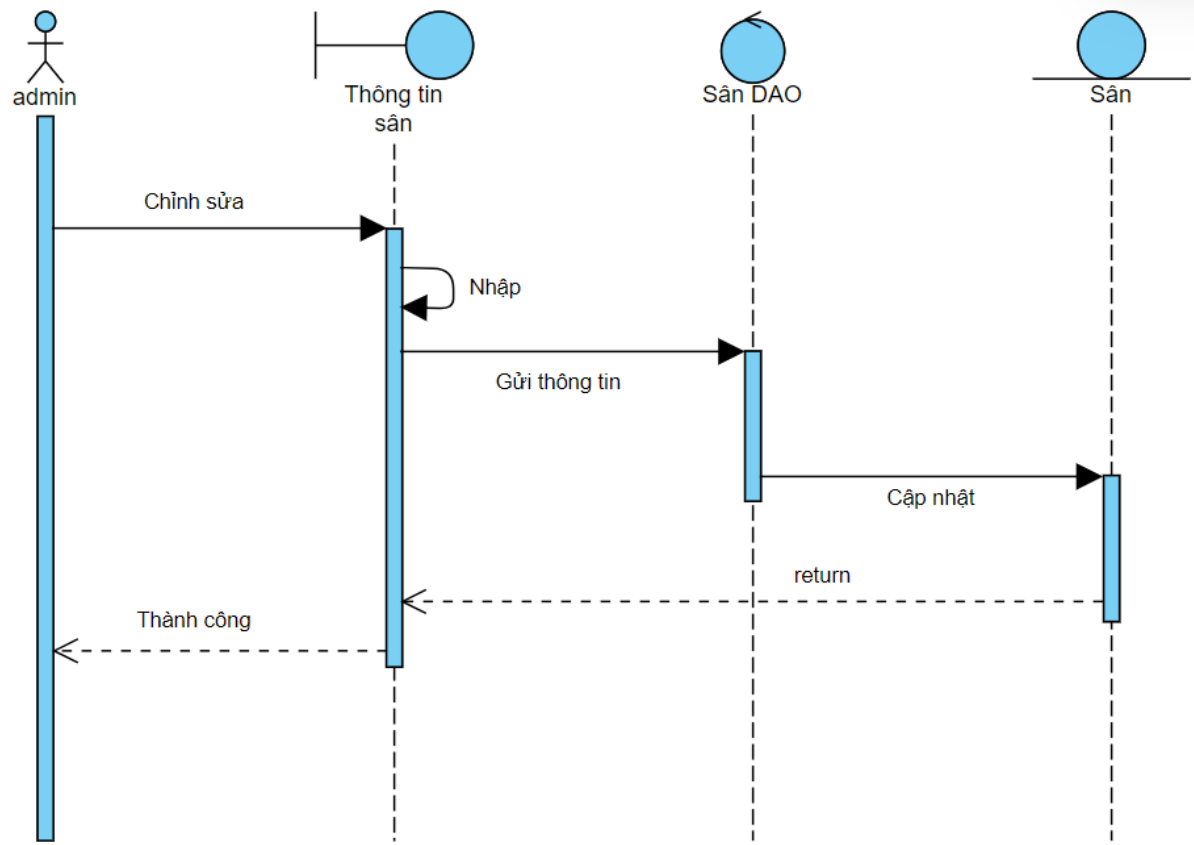 admin
Thông tin
sân
Sân DAO
Sân
Chỉnh sửa
Nhập
Gửi thông tin
Cập nhật
return
Thành công